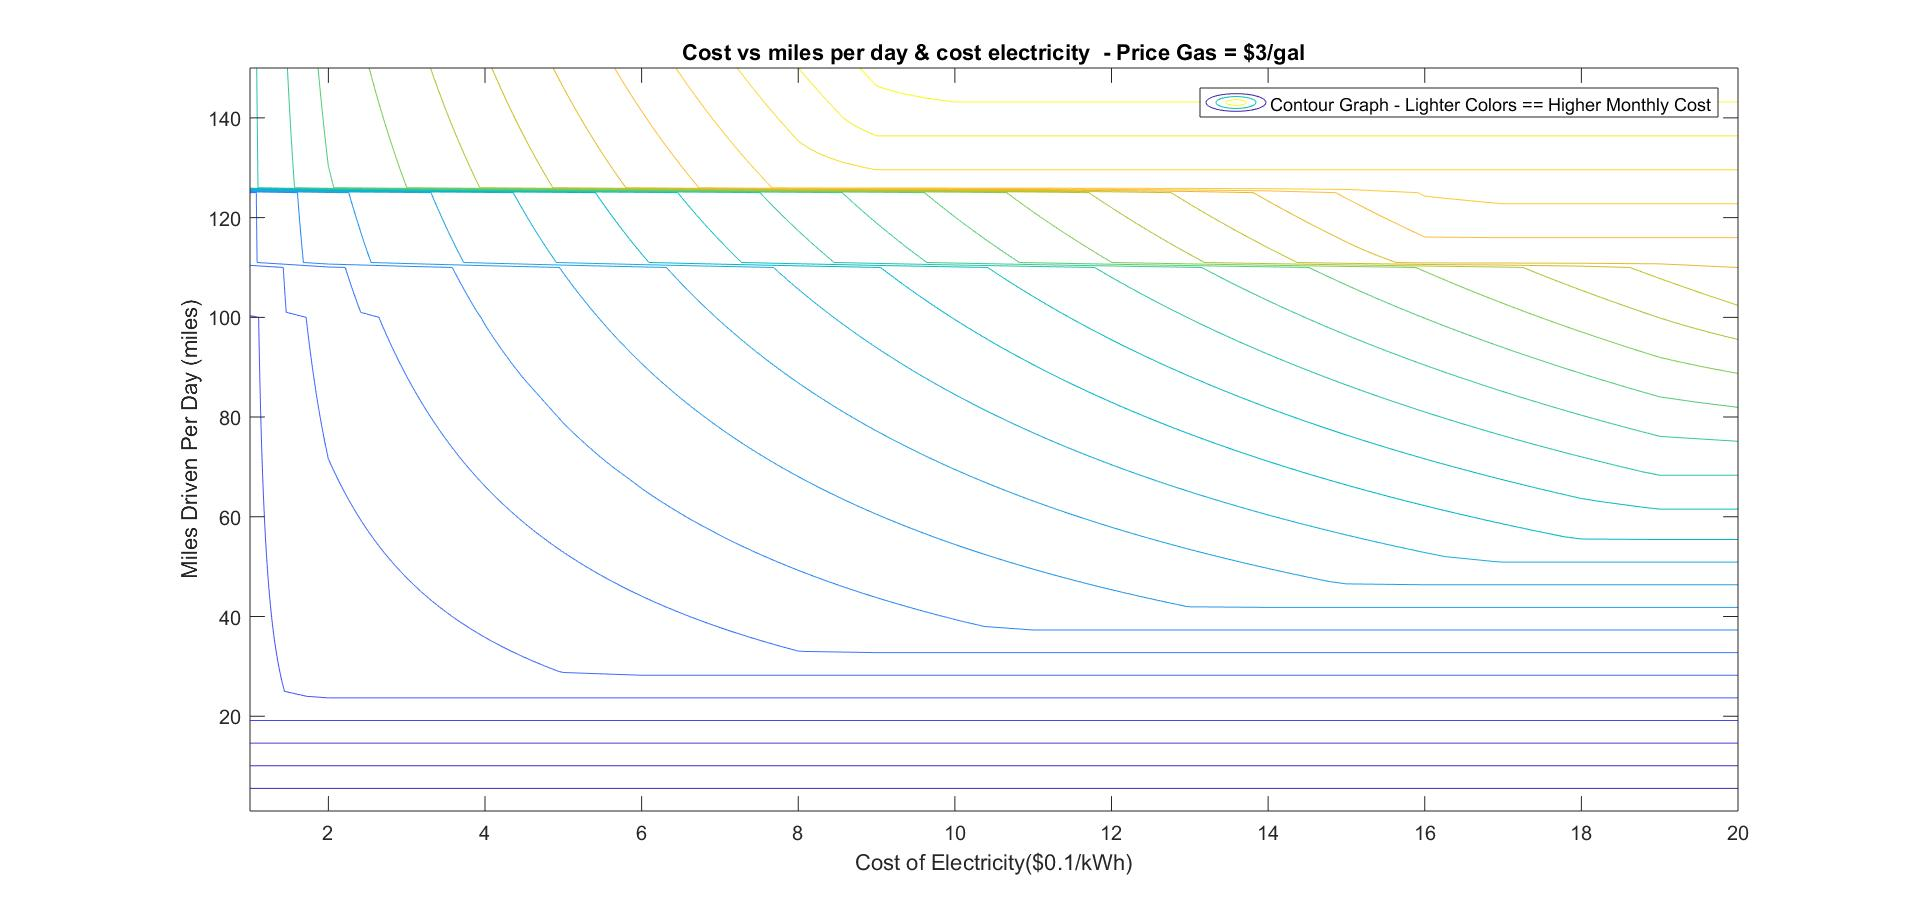 Cost vs miles per day & cost electricity - Price Gas = $3/gal
Contour Graph - Lighter Colors == Higher Monthly Cost
Miles Driven Per Day (miles)
140
120
100
80
60
40
20
2 4 6 8 10 12 14 16 18 20
Cost of Electricity($0.1/kWh)